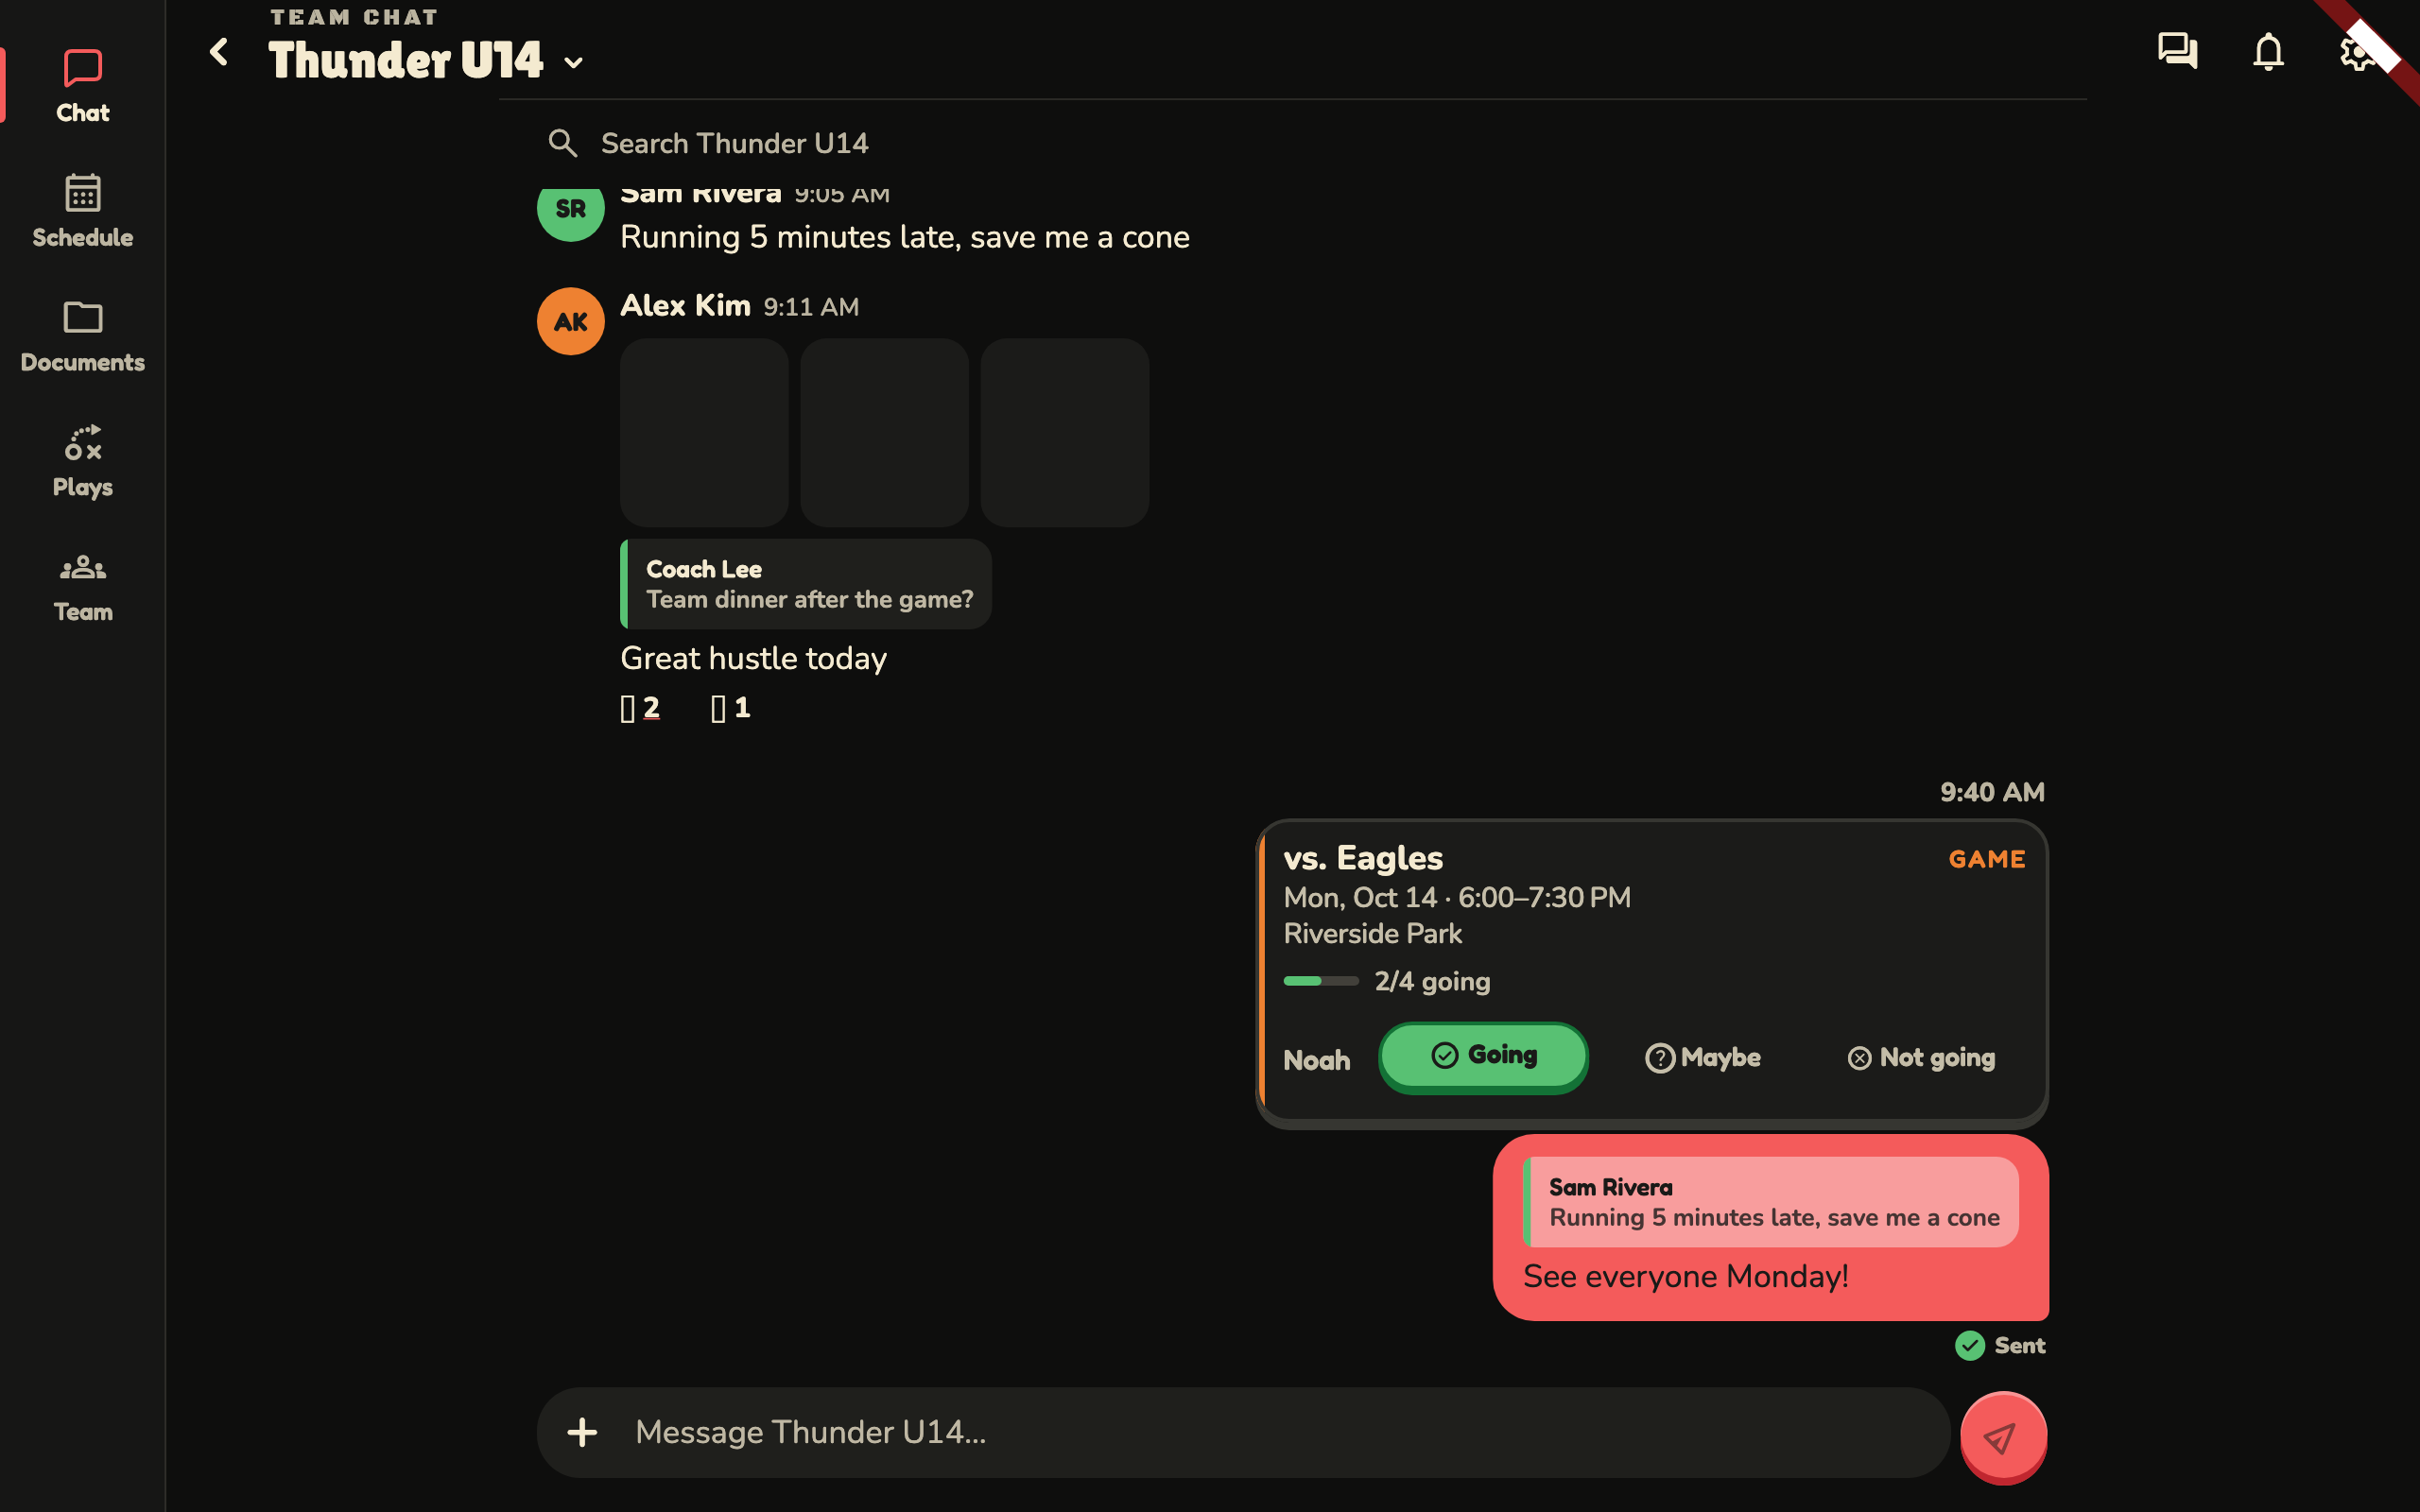 TEAM CHAT
Thunder U14
Chat
Schedule
Documents
Plays
Team
Search Thunder U14
SR
Sam Rivera 9:05 AM
Running 5 minutes late, save me a cone
AK
Alex Kim 9:11 AM
Coach Lee
Team dinner after the game?
Great hustle today
2 1
9:40 AM
vs. Eagles GAME
Mon, Oct 14 · 6:00–7:30 PM
Riverside Park
2/4 going
Noah Going Maybe Not going
Sam Rivera
Running 5 minutes late, save me a cone
See everyone Monday!
Sent
Message Thunder U14...